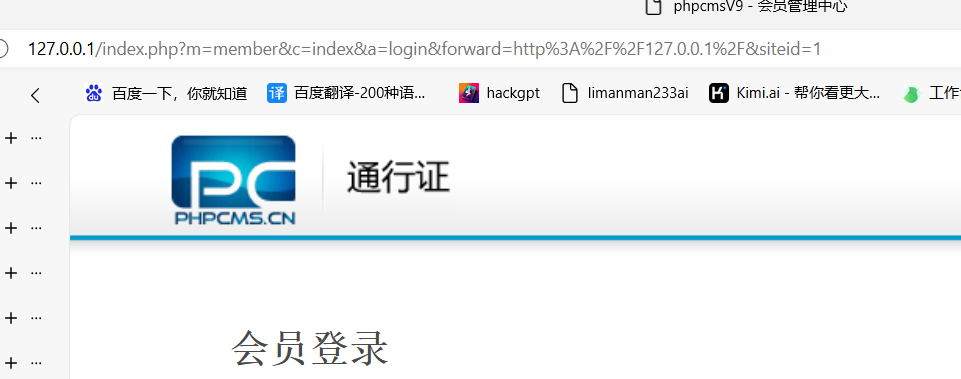 phpcmsV9 - 会员管理中心
127.0.0.1/index.php?m=member&c=index&a=login&forward=http%3A%2F%2F127.0.0.1%2F&siteid=1
百度一下，你就知道 译 百度翻译-200种语... hackgpt limanman233ai Kimi.ai - 帮你看更大... 工作
PC 通行证
PHPCMS.CN
会员登录